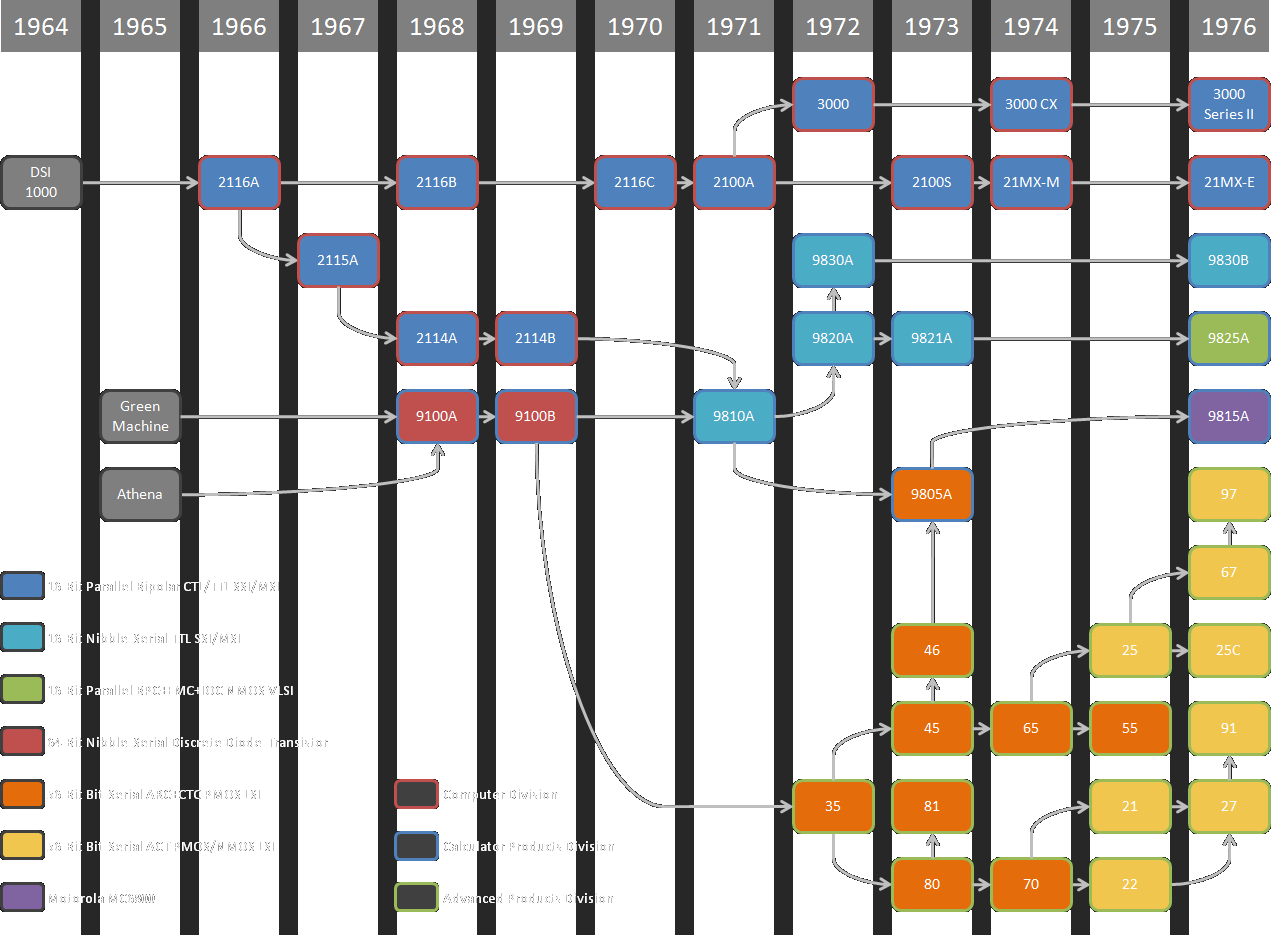 1964 1965 1966 1967 1968 1969 1970 1971 1972 1973 1974 1975 1976
3000 3000 CX 3000
Series II
DSI
1000
2116A 2116B 2116C 2100A 2100S 21MX-M 21MX-E
2115A 9830A 9830B
2114A 2114B 9820A 9821A 9825A
Green
Machine
9100A 9100B 9810A 9815A
Athena 9805A 97
16-Bit Parallel Bipolar CTL/TTL SSI/MSI
67
16-Bit Nibble Serial TTL SSI/MSI
46 25 25C
16-Bit Parallel BPC+EMC+IOC NMOS VLSI
45 65 55 91
64-Bit Nibble Serial Discrete Diode-Transistor
56-Bit Bit Serial ARC+CTC PMOS LSI
Computer Division
35 81 21 27
56-Bit Bit Serial ACT PMOS/NMOS LSI
Calculator Products Division
Motorola MC6800
Advanced Products Division
80 70 22